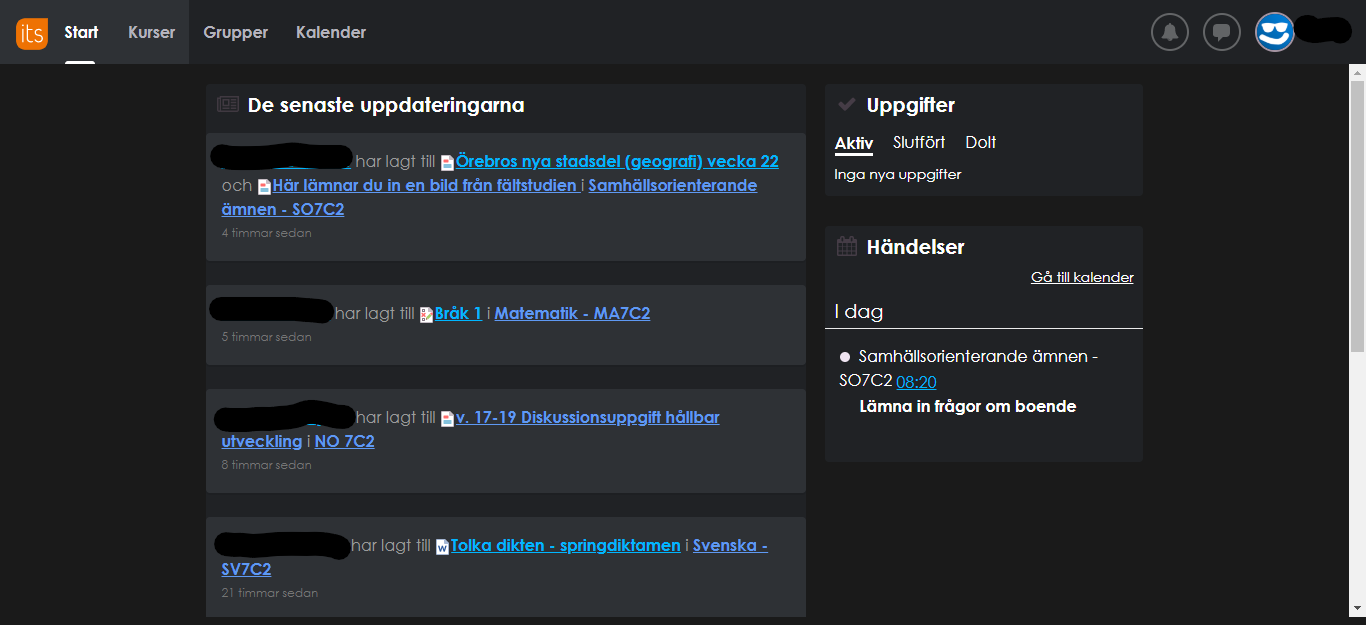 its Start Kurser Grupper Kalender
De senaste uppdateringarna
har lagt till Örebros nya stadsdel (geografi) vecka 22
och Här lämnar du in en bild från fältstudien i Samhällsorienterande
ämnen - SO7C2
4 timmar sedan
har lagt till Bråk 1 i Matematik - MA7C2
5 timmar sedan
har lagt till v. 17-19 Diskussionsuppgift hållbar
utveckling i NO 7C2
8 timmar sedan
har lagt till Tolka dikten - springdiktamen i Svenska -
SV7C2
21 timmar sedan
Uppgifter
Aktiv Slutfört Dolt
Inga nya uppgifter
Händelser
Gå till kalender
I dag
Samhällsorienterande ämnen -
SO7C2 08:20
Lämna in frågor om boende